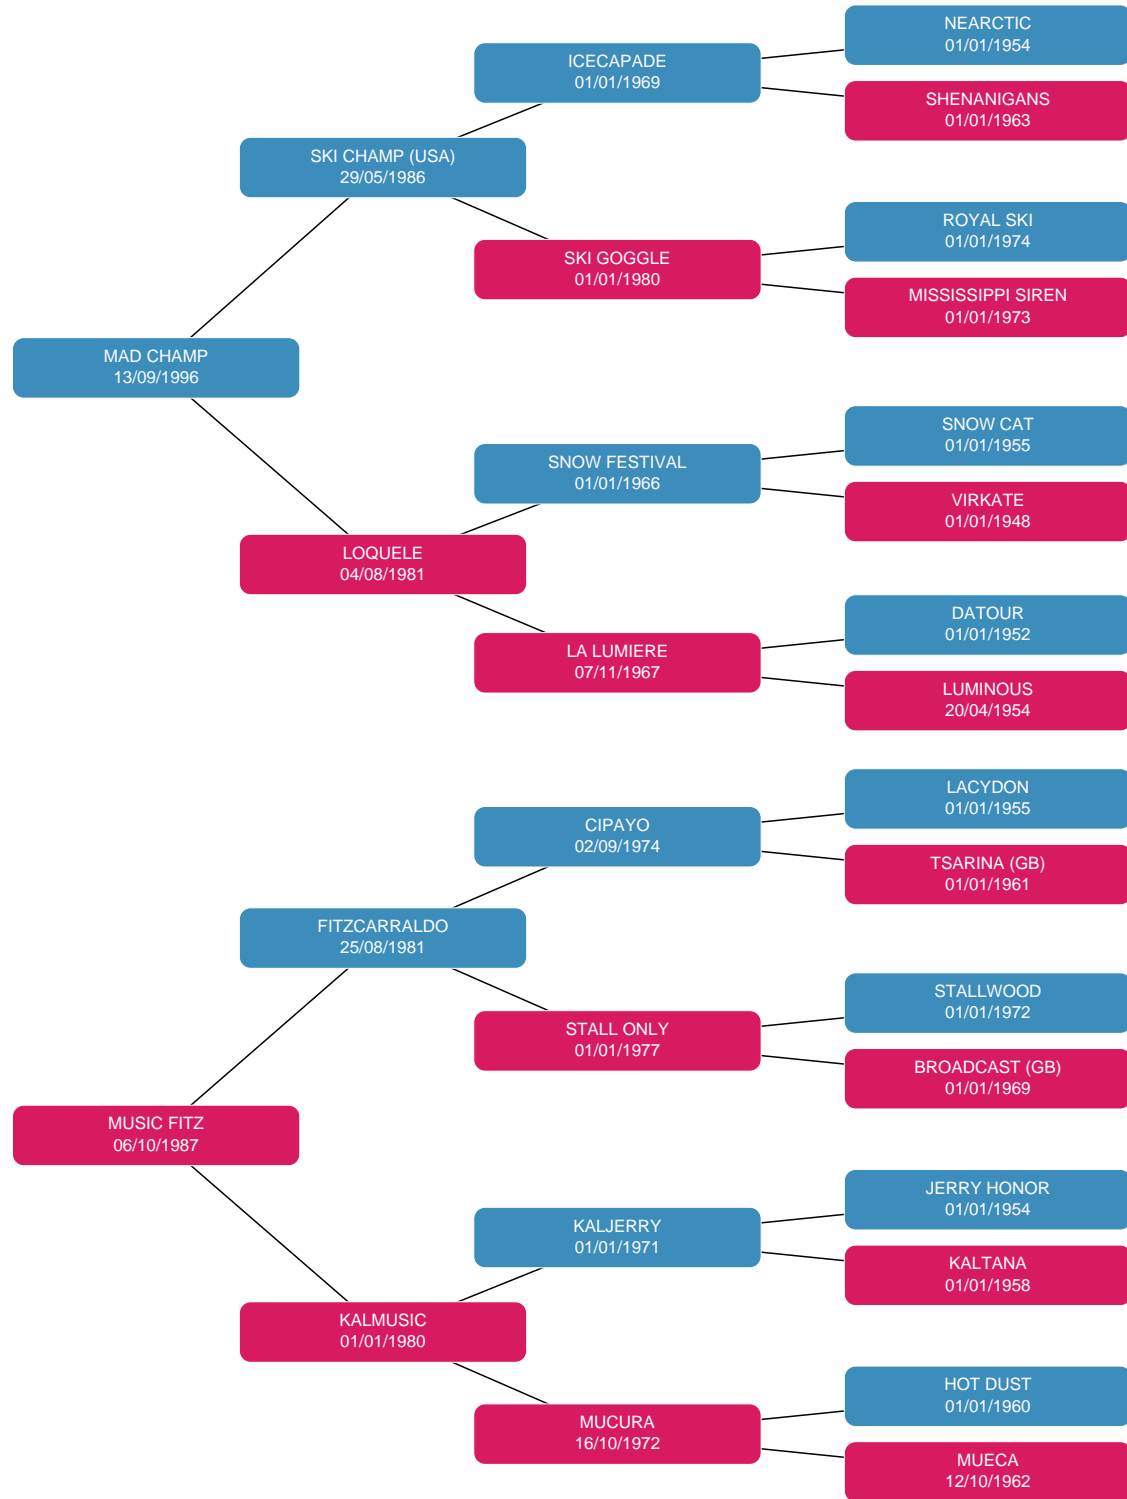 NEARCTIC
01/01/1954
ICECAPADE
01/01/1969
SHENANIGANS
01/01/1963
SKI CHAMP (USA)
29/05/1986
ROYAL SKI
01/01/1974
SKI GOGGLE
01/01/1980
MISSISSIPPI SIREN
01/01/1973
MAD CHAMP
13/09/1996
SNOW CAT
01/01/1955
SNOW FESTIVAL
01/01/1966
VIRKATE
01/01/1948
LOQUELE
04/08/1981
DATOUR
01/01/1952
LA LUMIERE
07/11/1967
LUMINOUS
20/04/1954
LACYDON
01/01/1955
CIPAYO
02/09/1974
TSARINA (GB)
01/01/1961
FITZCARRALDO
25/08/1981
STALLWOOD
01/01/1972
STALL ONLY
01/01/1977
BROADCAST (GB)
01/01/1969
MUSIC FITZ
06/10/1987
JERRY HONOR
01/01/1954
KALJERRY
01/01/1971
KALTANA
01/01/1958
KALMUSIC
01/01/1980
HOT DUST
01/01/1960
MUCURA
16/10/1972
MUECA
12/10/1962